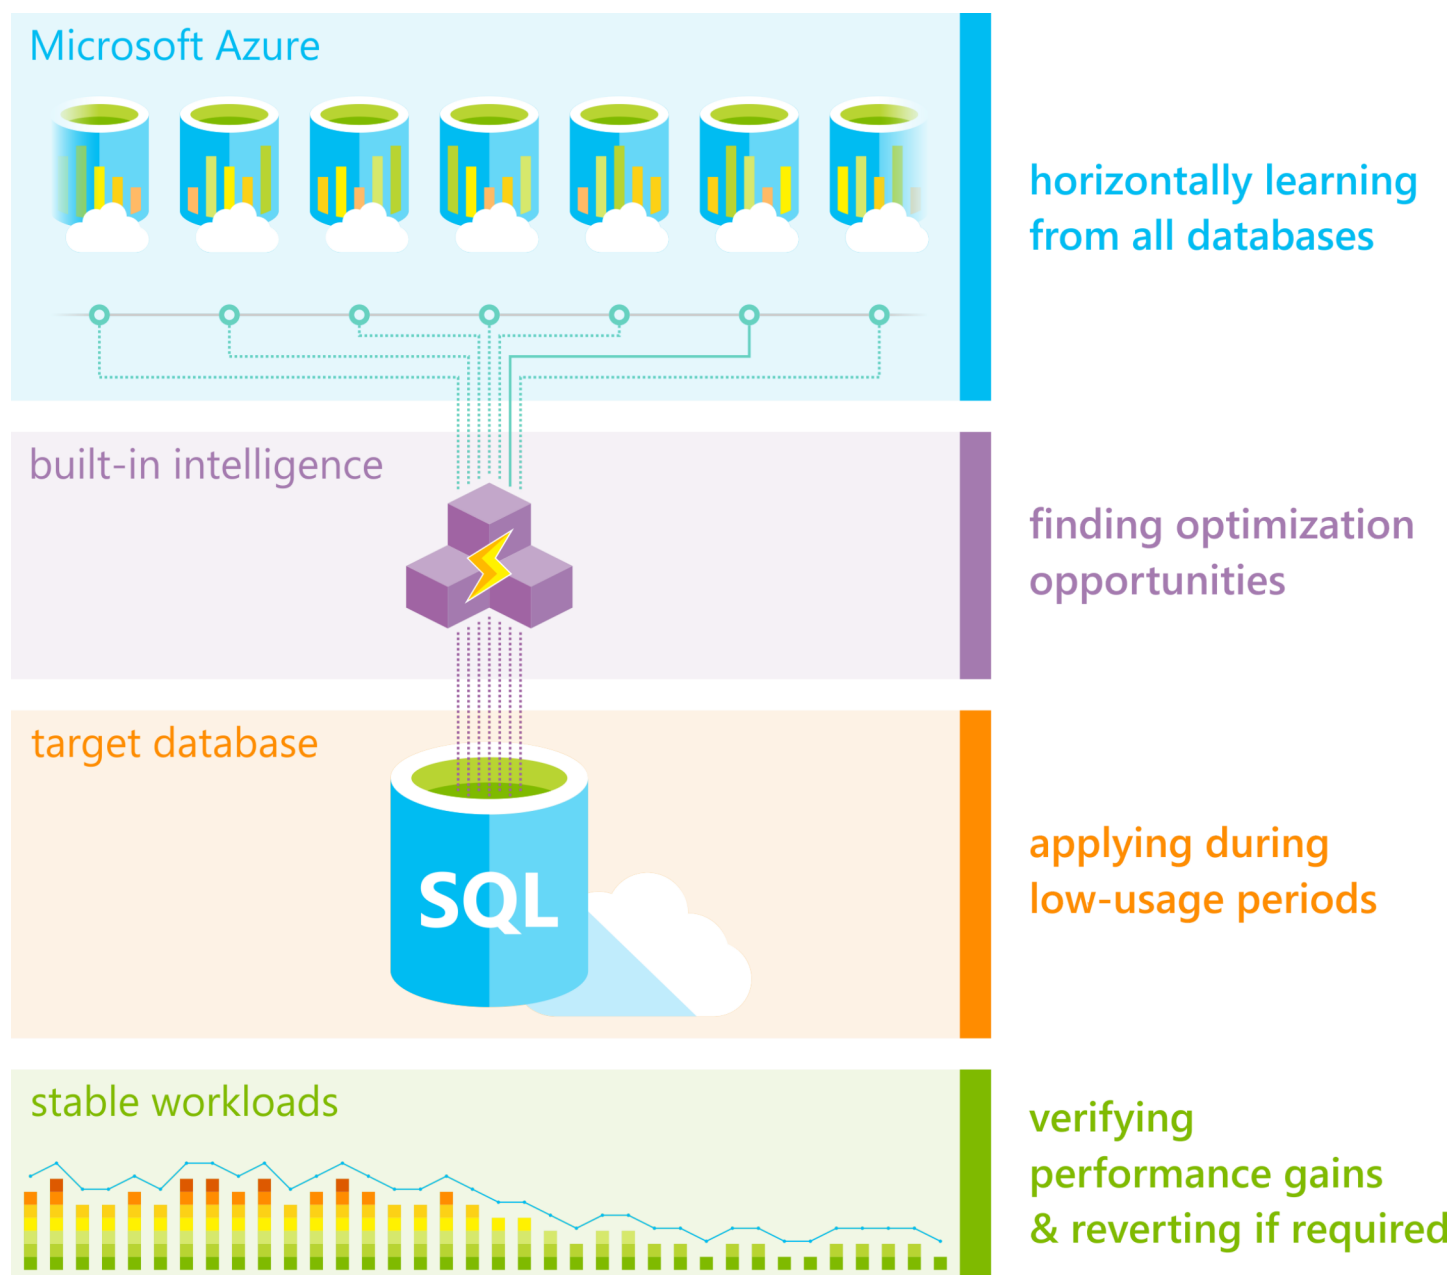 Microsoft Azure
horizontally learning
from all databases
built-in intelligence
finding optimization
opportunities
target database
SQL
applying during
low-usage periods
stable workloads
verifying
performance gains
& reverting if required